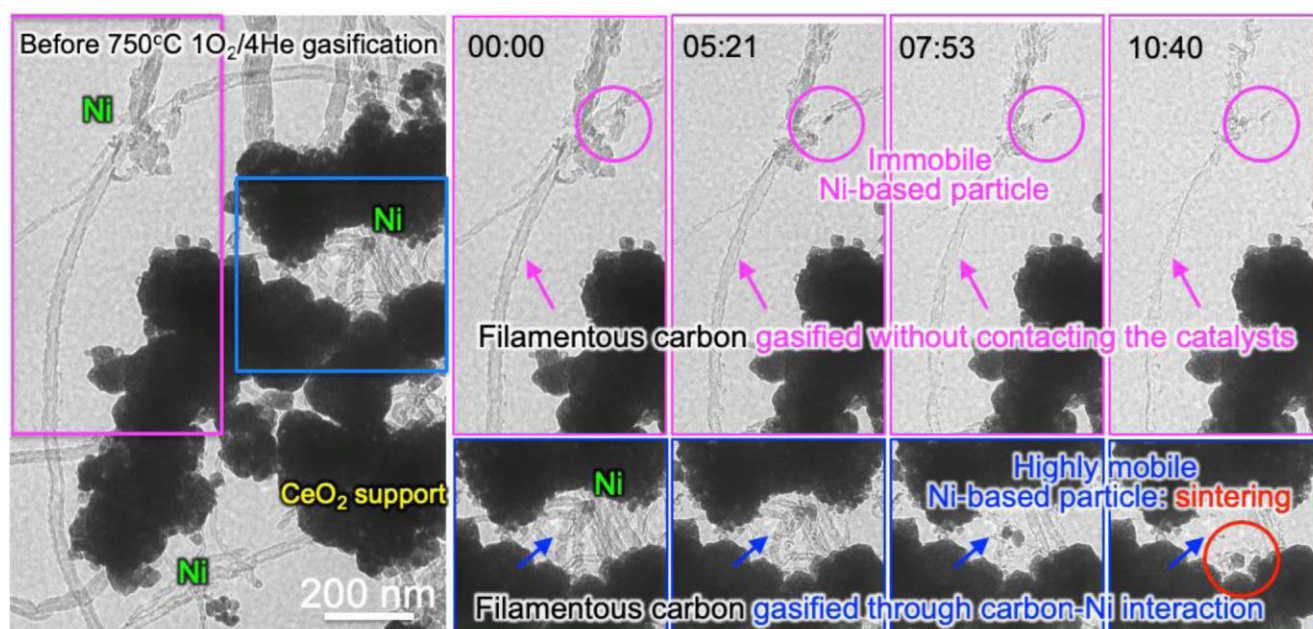 Before 750°C 1O₂/4He gasification
Ni
Ni
CeO₂ support
Ni
200 nm
00:00
05:21
07:53
10:40
Immobile
Ni-based particle
Filamentous carbon gasified without contacting the catalysts
Ni
Highly mobile
Ni-based particle: sintering
Filamentous carbon gasified through carbon-Ni interaction